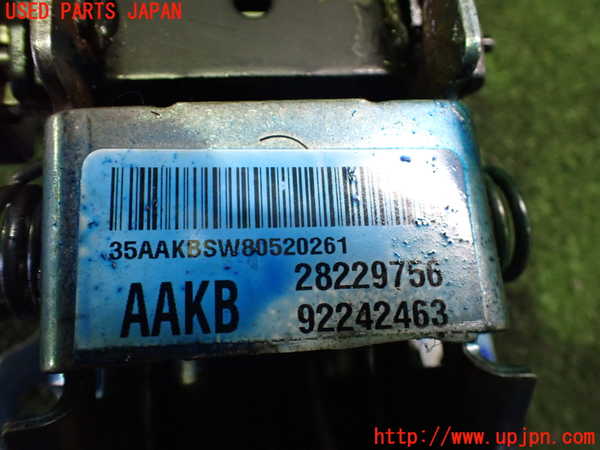 USED PARTS JAPAN
35AAKBSW80520261
AAKB
28229756
92242463
http://www.upjpn.com/